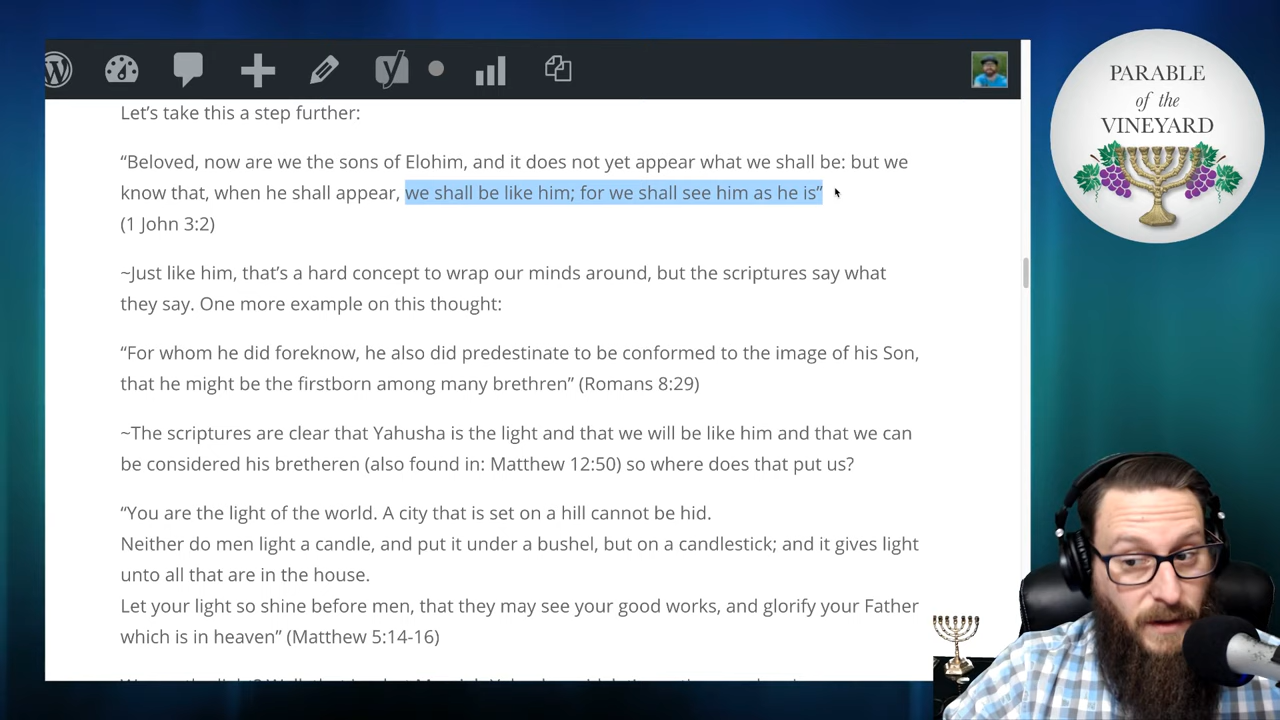 PARABLE
of the
VINEYARD
Let’s take this a step further:
“Beloved, now are we the sons of Elohim, and it does not yet appear what we shall be: but we
know that, when he shall appear, we shall be like him; for we shall see him as he is”
(1 John 3:2)
~Just like him, that’s a hard concept to wrap our minds around, but the scriptures say what
they say. One more example on this thought:
“For whom he did foreknow, he also did predestinate to be conformed to the image of his Son,
that he might be the firstborn among many brethren” (Romans 8:29)
~The scriptures are clear that Yahusha is the light and that we will be like him and that we can
be considered his bretheren (also found in: Matthew 12:50) so where does that put us?
“You are the light of the world. A city that is set on a hill cannot be hid.
Neither do men light a candle, and put it under a bushel, but on a candlestick; and it gives light
unto all that are in the house.
Let your light so shine before men, that they may see your good works, and glorify your Father
which is in heaven” (Matthew 5:14-16)